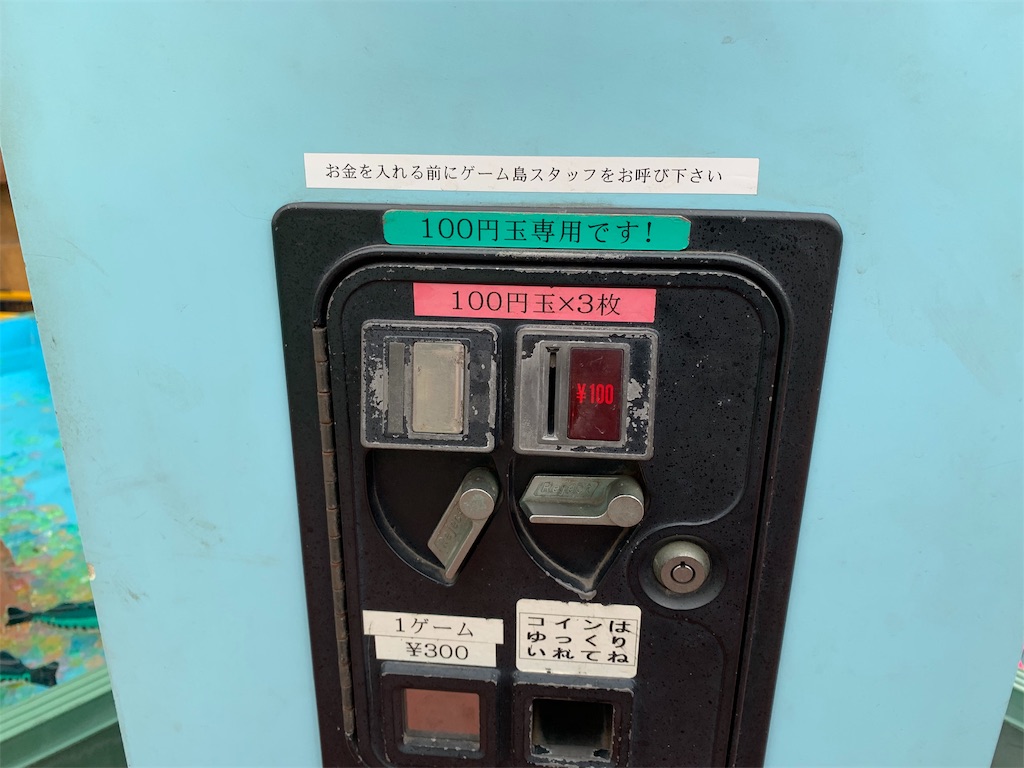 お金を入れる前にゲーム島スタッフをお呼び下さい
100円玉専用です!
100円玉×3枚
¥100
1ゲーム
¥300
コインは
ゆっくり
いれてね